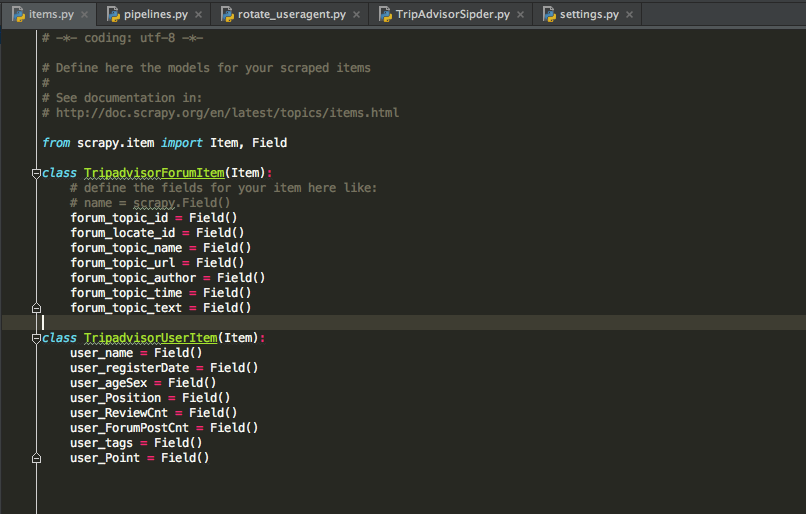 items.py pipelines.py rotate_useragent.py TripAdvisorSipder.py settings.py
# -*- coding: utf-8 -*-
# Define here the models for your scraped items
#
# See documentation in:
# http://doc.scrapy.org/en/latest/topics/items.html
from scrapy.item import Item, Field
class TripadvisorForumItem(Item):
# define the fields for your item here like:
# name = scrapy.Field()
forum_topic_id = Field()
forum_locate_id = Field()
forum_topic_name = Field()
forum_topic_url = Field()
forum_topic_author = Field()
forum_topic_time = Field()
forum_topic_text = Field()
class TripadvisorUserItem(Item):
user_name = Field()
user_registerDate = Field()
user_ageSex = Field()
user_Position = Field()
user_ReviewCnt = Field()
user_ForumPostCnt = Field()
user_tags = Field()
user_Point = Field()